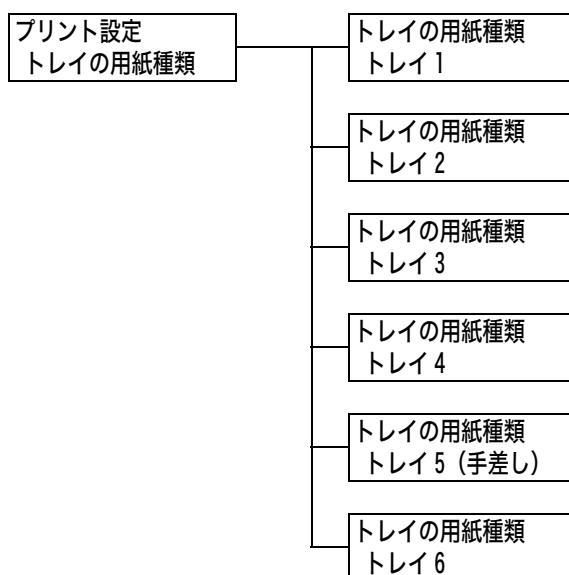 プリント設定
トレイの用紙種類
トレイの用紙種類
トレイ1
トレイの用紙種類
トレイ2
トレイの用紙種類
トレイ3
トレイの用紙種類
トレイ4
トレイの用紙種類
トレイ5（手差し）
トレイの用紙種類
トレイ6